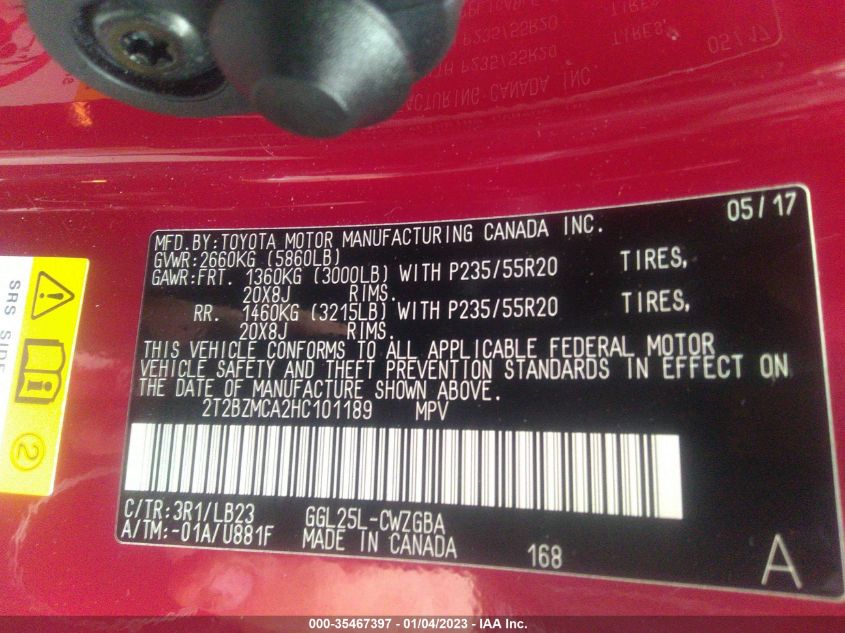 05/17
MFD.BY:TOYOTA MOTOR MANUFACTURING CANADA INC.
GVWR:2660KG (5860LB)
GAWR:FRT. 1360KG (3000LB) WITH P235/55R20 TIRES,
20X8J RIMS.
RR. 1460KG (3215LB) WITH P235/55R20 TIRES,
20X8J RIMS.
THIS VEHICLE CONFORMS TO ALL APPLICABLE FEDERAL MOTOR
VEHICLE SAFETY AND THEFT PREVENTION STANDARDS IN EFFECT ON
THE DATE OF MANUFACTURE SHOWN ABOVE.
2T2BZMCA2HC101189 MPV
C/TR:3R1/LB23 GGL25L-CWZGBA
A/TM:-01A/U881F MADE IN CANADA 168 A
SRS SIDE
2
000-35467397 - 01/04/2023 - IAA Inc.